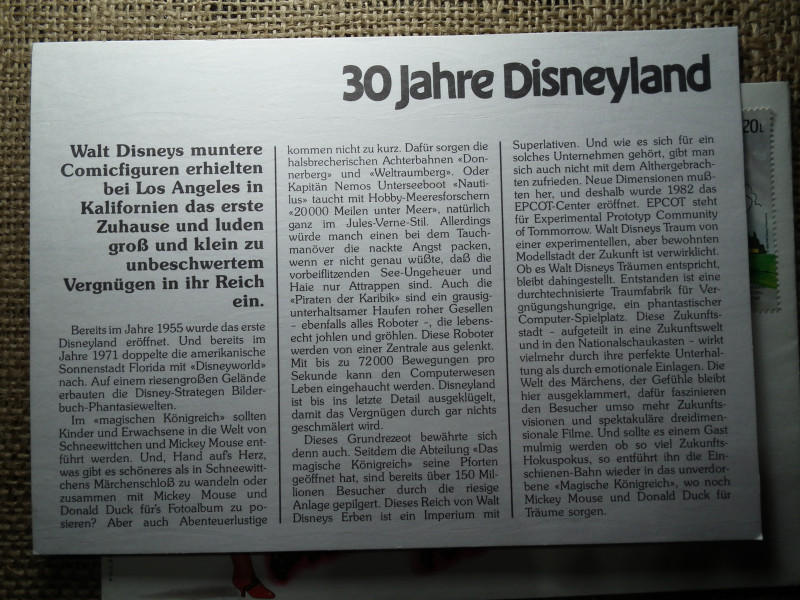 30 Jahre Disneyland
Walt Disneys muntere
Comicfiguren erhielten
bei Los Angeles in
Kalifornien das erste
Zuhause und luden
groß und klein zu
unbeschwertem
Vergnügen in ihr Reich
ein.
Bereits im Jahre 1955 wurde das erste
Disneyland eröffnet. Und bereits im
Jahre 1971 doppelte die amerikanische
Sonnenstadt Florida mit «Disneyworld»
nach. Auf einem riesengroßen Gelände
erbauten die Disney-Strategen Bilder-
buch-Phantasiewelten.
Im «magischen Königreich» sollten
Kinder und Erwachsene in die Welt von
Schneewittchen und Mickey Mouse ent-
führt werden. Und, Hand auf's Herz,
was gibt es schöneres als in Schneewitt-
chens Märchenschloß zu wandeln oder
zusammen mit Mickey Mouse und
Donald Duck für's Fotoalbum zu po-
sieren? Aber auch Abenteuerlustige
kommen nicht zu kurz. Dafür sorgen die
halsbrecherischen Achterbahnen «Don-
nerberg» und «Weltraumberg». Oder
Kapitän Nemos Unterseeboot «Nauti-
lus» taucht mit Hobby-Meeresforschern
«20000 Meilen unter Meer», natürlich
ganz im Jules-Verne-Stil. Allerdings
würde manch einen bei dem Tauch-
manöver die nackte Angst packen,
wenn er nicht genau wüßte, daß die
vorbeiflitzenden See-Ungeheuer und
Haie nur Attrappen sind. Auch die
«Piraten der Karibik» sind ein grausig-
unterhaltsamer Haufen roher Gesellen
- ebenfalls alles Roboter -, die lebens-
echt johlen und gröhlen. Diese Roboter
werden von einer Zentrale aus gelenkt.
Mit bis zu 72000 Bewegungen pro
Sekunde kann den Computerwesen
Leben eingehaucht werden. Disneyland
ist bis ins letzte Detail ausgeklügelt,
damit das Vergnügen durch gar nichts
geschmälert wird.
Dieses Grundrezeot bewährte sich
denn auch. Seitdem die Abteilung «Das
magische Königreich» seine Pforten
geöffnet hat, sind bereits über 150 Mil-
lionen Besucher durch die riesige
Anlage gepilgert. Dieses Reich von Walt
Disneys Erben ist ein Imperium mit
Superlativen. Und wie es sich für ein
solches Unternehmen gehört, gibt man
sich auch nicht mit dem Althergebrach-
ten zufrieden. Neue Dimensionen muß-
ten her, und deshalb wurde 1982 das
EPCOT-Center eröffnet. EPCOT steht
für Experimental Prototyp Community
of Tommorrow. Walt Disneys Traum von
einer experimentellen, aber bewohnten
Modellstadt der Zukunft ist verwirklicht.
Ob es Walt Disneys Träumen entspricht,
bleibt dahingestellt. Entstanden ist eine
durchtechnisierte Traumfabrik für Ver-
gnügungshungrige, ein phantastischer
Computer-Spielplatz. Diese Zukunfts-
stadt - aufgeteilt in eine Zukunftswelt
und in den Nationalschaukasten - wirkt
vielmehr durch ihre perfekte Unterhal-
tung als durch emotionale Einlagen. Die
Welt des Märchens, der Gefühle bleibt
hier ausgeklammert, dafür faszinieren
den Besucher umso mehr Zukunfts-
visionen und spektakuläre dreidimen-
sionale Filme. Und sollte es einem Gast
mulmig werden ob so viel Zukunfts-
Hokuspokus, so entführt ihn die Ein-
schienen-Bahn wieder in das unverdor-
bene «Magische Königreich», wo noch
Mickey Mouse und Donald Duck für
Träume sorgen.
20L